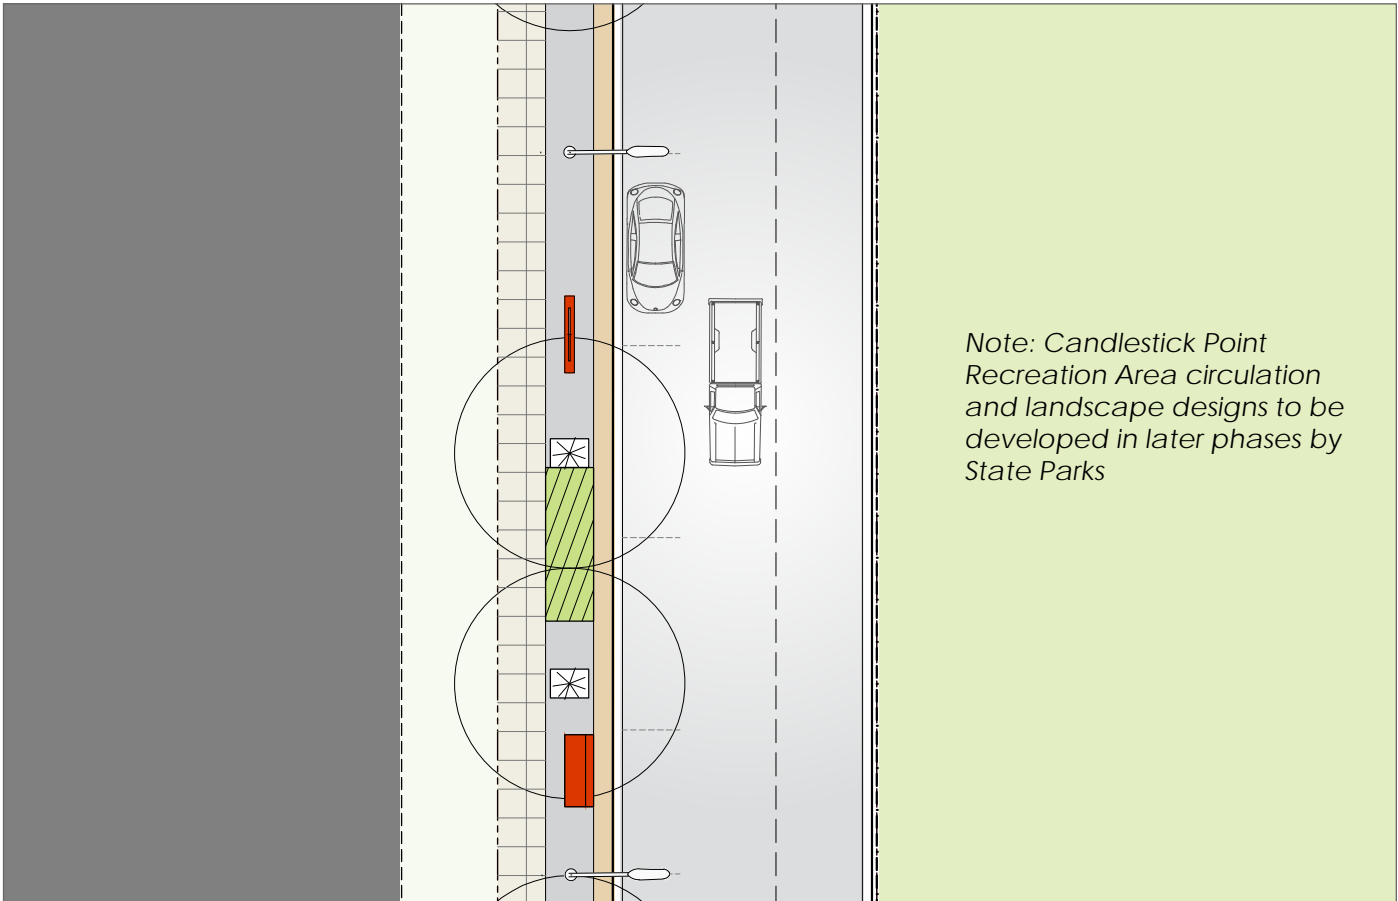 Note: Candlestick Point
Recreation Area circulation
and landscape designs to be
developed in later phases by
State Parks